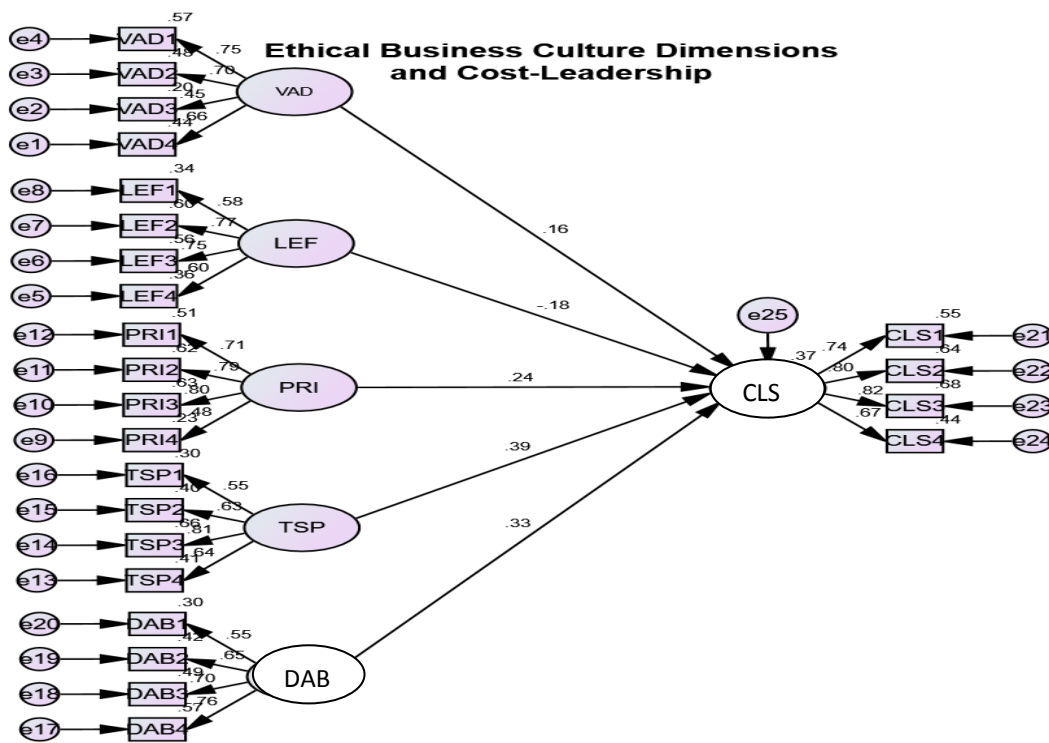 Ethical Business Culture Dimensions
and Cost-Leadership
.57
e4 VAD1 .75
.48
e3 VAD2 .70
.20
e2 VAD3 .45
.44
e1 VAD4 .66
VAD
.16
.34
e8 LEF1 .58
.60
e7 LEF2 .77
.56
e6 LEF3 .75
.36
e5 LEF4 .60
LEF
-.18
.51
e12 PRI1 .71
.62
e11 PRI2 .79
.63
e10 PRI3 .80
.23
e9 PRI4 .48
PRI
.24
.30
e16 TSP1 .55
.40
e15 TSP2 .63
.66
e14 TSP3 .81
.41
e13 TSP4 .64
TSP
.39
.30
e20 DAB1 .55
.42
e19 DAB2 .65
.49
e18 DAB3 .70
.57
e17 DAB4 .76
DAB
.33
e25
.37
CLS
.55
.74 CLS1 e21
.64
.80 CLS2 e22
.68
.82 CLS3 e23
.44
.67 CLS4 e24